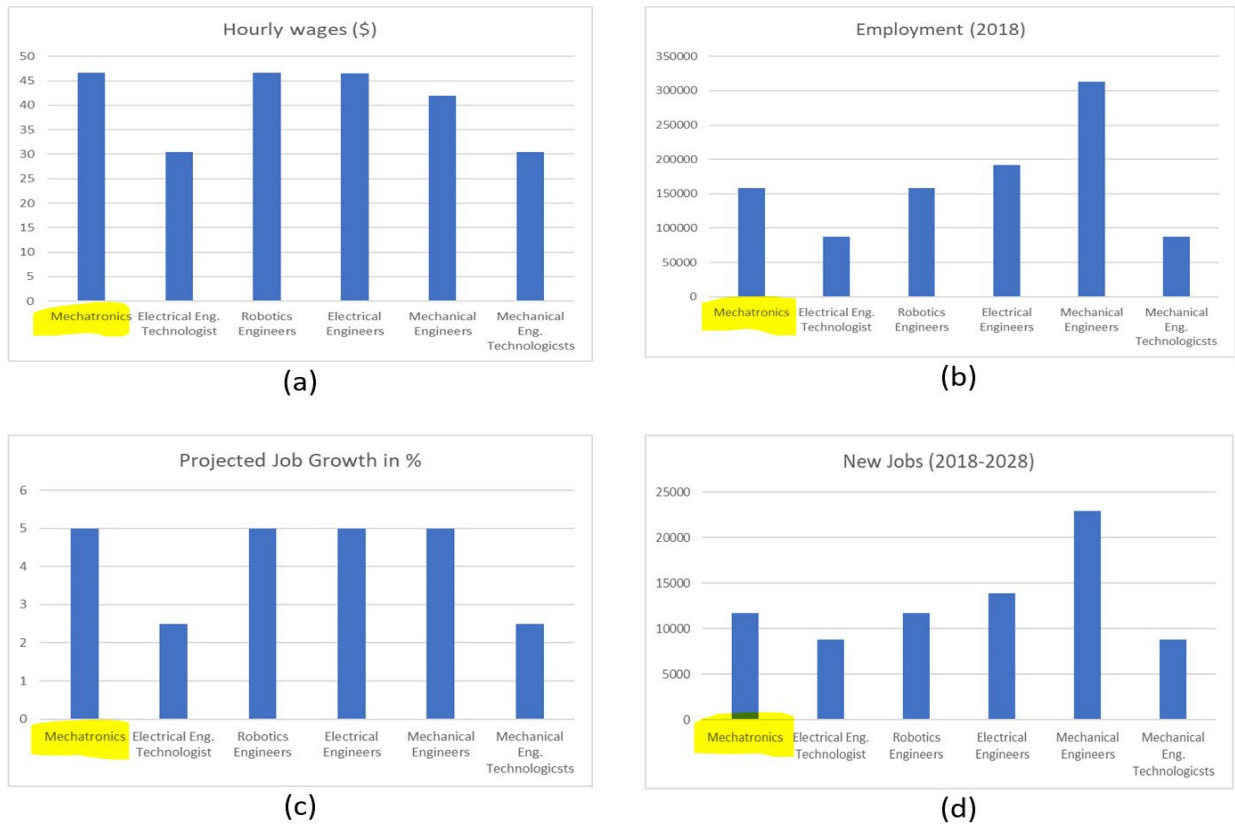 Hourly wages ($)
50
45
40
35
30
25
20
15
10
5
0
Mechatronics Electrical Eng. Robotics Electrical Mechanical Mechanical
Technologist Engineers Engineers Engineers Eng.
Technologicsts
(a)
Employment (2018)
350000
300000
250000
200000
150000
100000
50000
0
Mechatronics Electrical Eng. Robotics Electrical Mechanical Mechanical
Technologist Engineers Engineers Engineers Eng.
Technologicsts
(b)
Projected Job Growth in %
6
5
4
3
2
1
0
Mechatronics Electrical Eng. Robotics Electrical Mechanical Mechanical
Technologist Engineers Engineers Engineers Eng.
Technologicsts
(c)
New Jobs (2018-2028)
25000
20000
15000
10000
5000
0
Mechatronics Electrical Eng. Robotics Electrical Mechanical Mechanical
Technologist Engineers Engineers Engineers Eng.
Technologicsts
(d)